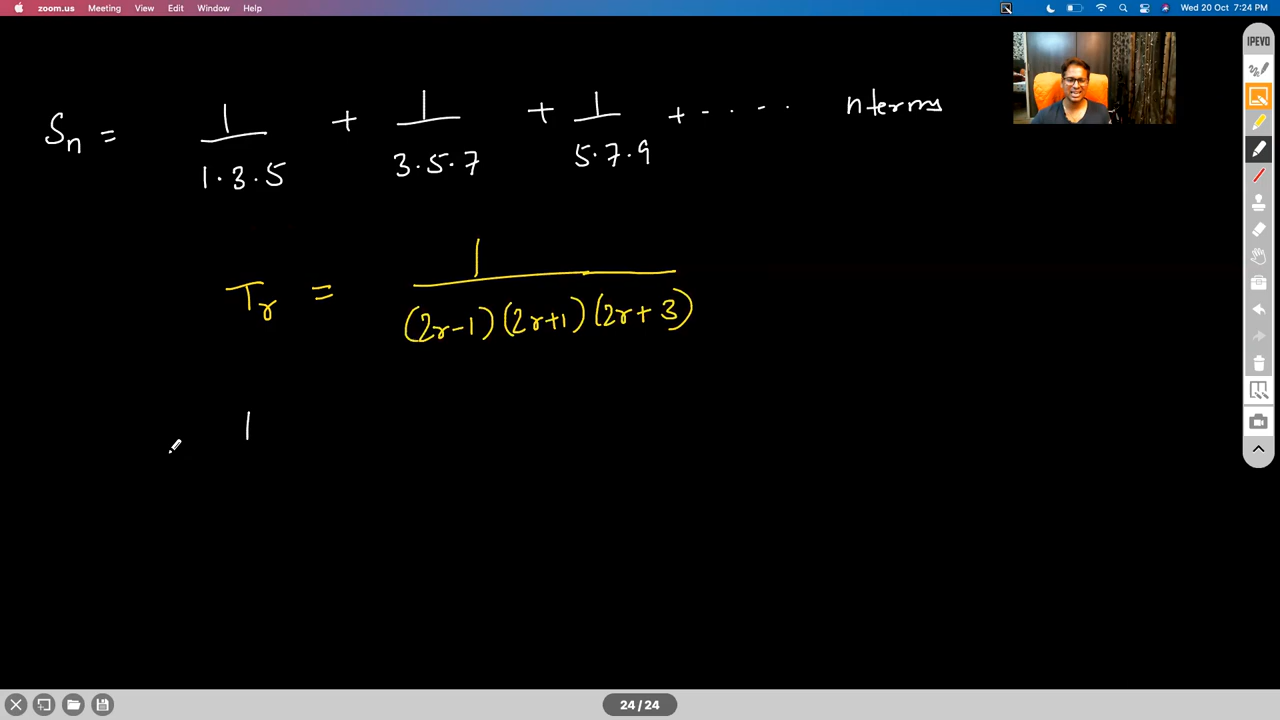 zoom.us Meeting View Edit Window Help Wed 20 Oct 7:24 PM
IPEVO
Sn = 1/(1·3·5) + 1/(3·5·7) + 1/(5·7·9) + ---- n terms
Tr = 1/((2r-1)(2r+1)(2r+3))
1
24/24